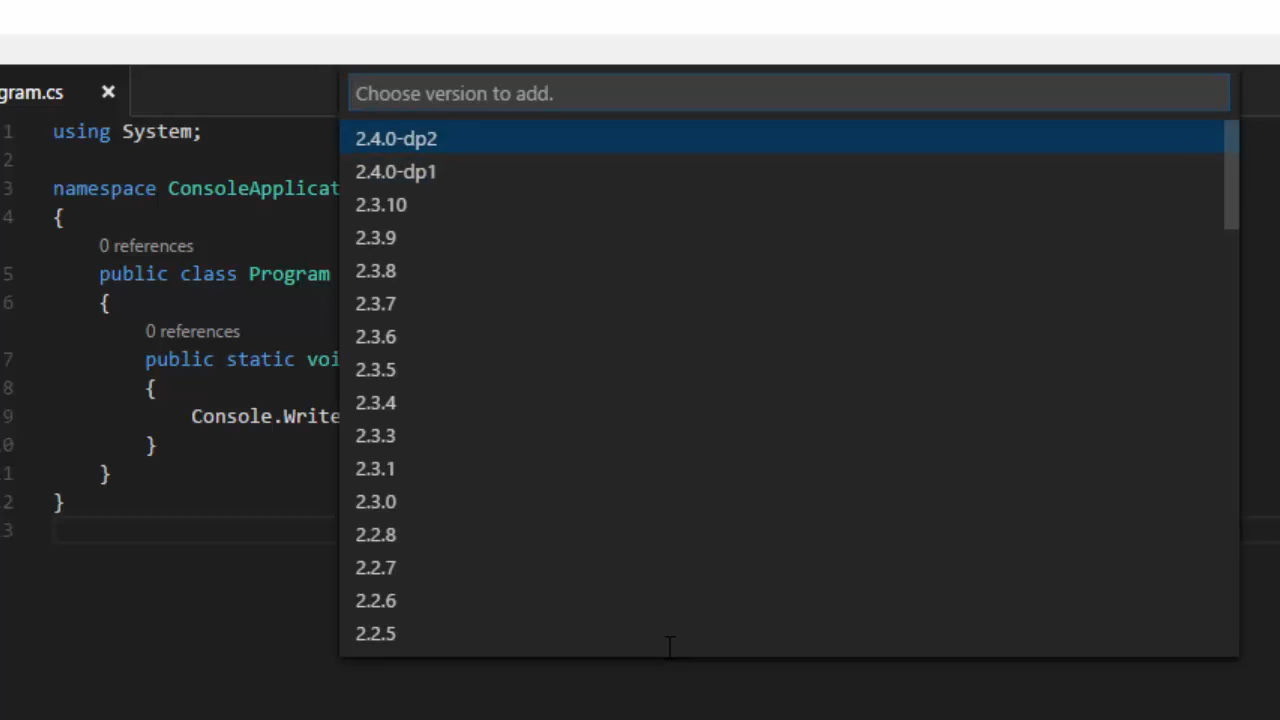 gram.cs ×
Choose version to add.
2.4.0-dp2
2.4.0-dp1
2.3.10
2.3.9
2.3.8
2.3.7
2.3.6
2.3.5
2.3.4
2.3.3
2.3.1
2.3.0
2.2.8
2.2.7
2.2.6
2.2.5
1 using System;
2
3 namespace ConsoleApplicat
4 {
0 references
5 public class Program
6 {
0 references
7 public static voi
8 {
9 Console.Write
0 }
1 }
2 }
3